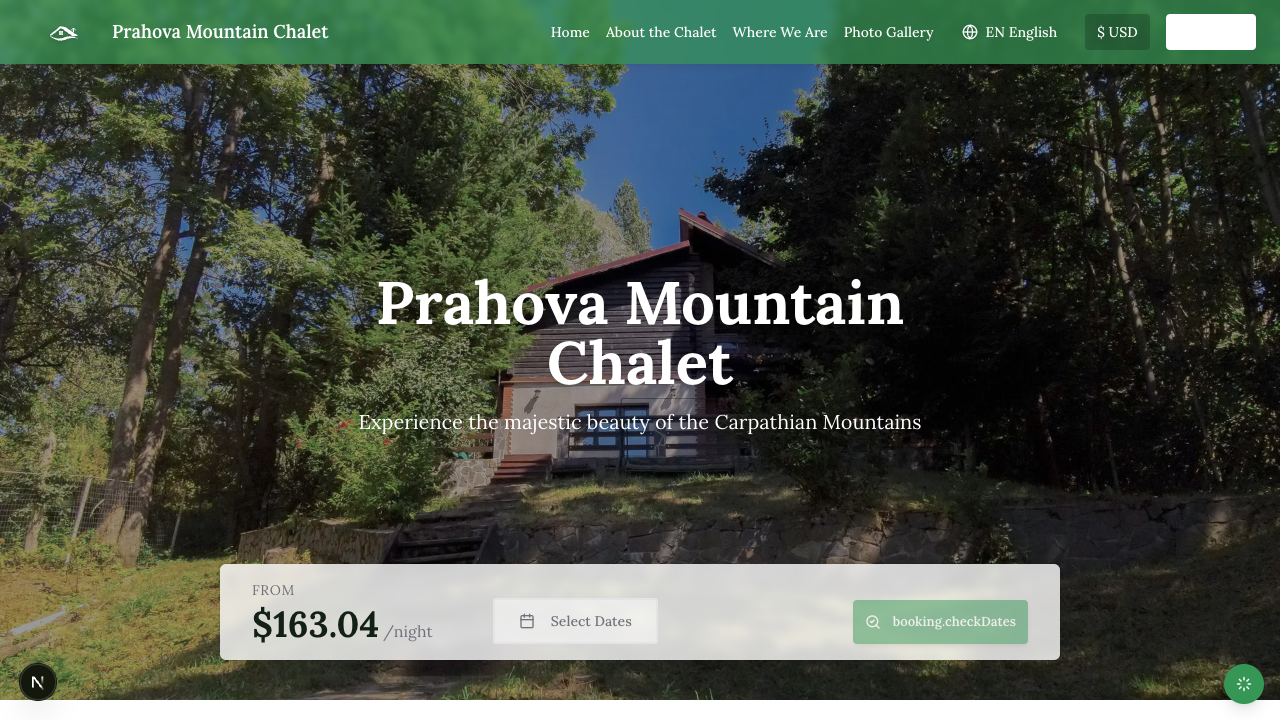 Prahova Mountain Chalet
Home
About the Chalet
Where We Are
Photo Gallery
EN English
$ USD
Prahova Mountain
Chalet
Experience the majestic beauty of the Carpathian Mountains
FROM
$163.04 /night
Select Dates
booking.checkDates
N